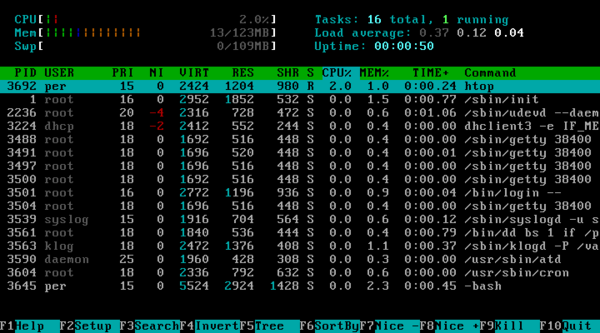 CPU[|| 2.0%] Tasks: 16 total, 1 running
Mem[|||||||||||||||| 13/123MB] Load average: 0.37 0.12 0.04
Swp[ 0/109MB] Uptime: 00:00:50
PID USER PRI NI VIRT RES SHR S CPU% MEM% TIME+ Command
3692 per 15 0 2424 1204 980 R 2.0 1.0 0:00.24 htop
1 root 16 0 2952 1852 532 S 0.0 1.5 0:00.77 /sbin/init
2236 root 20 -4 2316 728 472 S 0.0 0.6 0:01.06 /sbin/udevd --daem
3224 dhcp 18 -2 2412 552 244 S 0.0 0.4 0:00.00 dhclient3 -e IF_ME
3488 root 18 0 1692 516 448 S 0.0 0.4 0:00.00 /sbin/getty 38400
3491 root 18 0 1696 520 448 S 0.0 0.4 0:00.01 /sbin/getty 38400
3497 root 18 0 1696 516 448 S 0.0 0.4 0:00.00 /sbin/getty 38400
3500 root 18 0 1692 516 448 S 0.0 0.4 0:00.00 /sbin/getty 38400
3501 root 16 0 2772 1196 936 S 0.0 0.9 0:00.04 /bin/login --
3504 root 18 0 1696 516 448 S 0.0 0.4 0:00.00 /sbin/getty 38400
3539 syslog 15 0 1916 704 564 S 0.0 0.6 0:00.12 /sbin/syslogd -u s
3561 root 18 0 1840 536 444 S 0.0 0.4 0:00.79 /bin/dd bs 1 if /p
3563 klog 18 0 2472 1376 408 S 0.0 1.1 0:00.37 /sbin/klogd -P /va
3590 daemon 25 0 1960 428 308 S 0.0 0.3 0:00.00 /usr/sbin/atd
3604 root 18 0 2336 792 632 S 0.0 0.6 0:00.00 /usr/sbin/cron
3645 per 15 0 5524 2924 1428 S 0.0 2.3 0:00.45 -bash
F1Help F2Setup F3SearchF4InvertF5Tree F6SortByF7Nice -F8Nice +F9Kill F10Quit